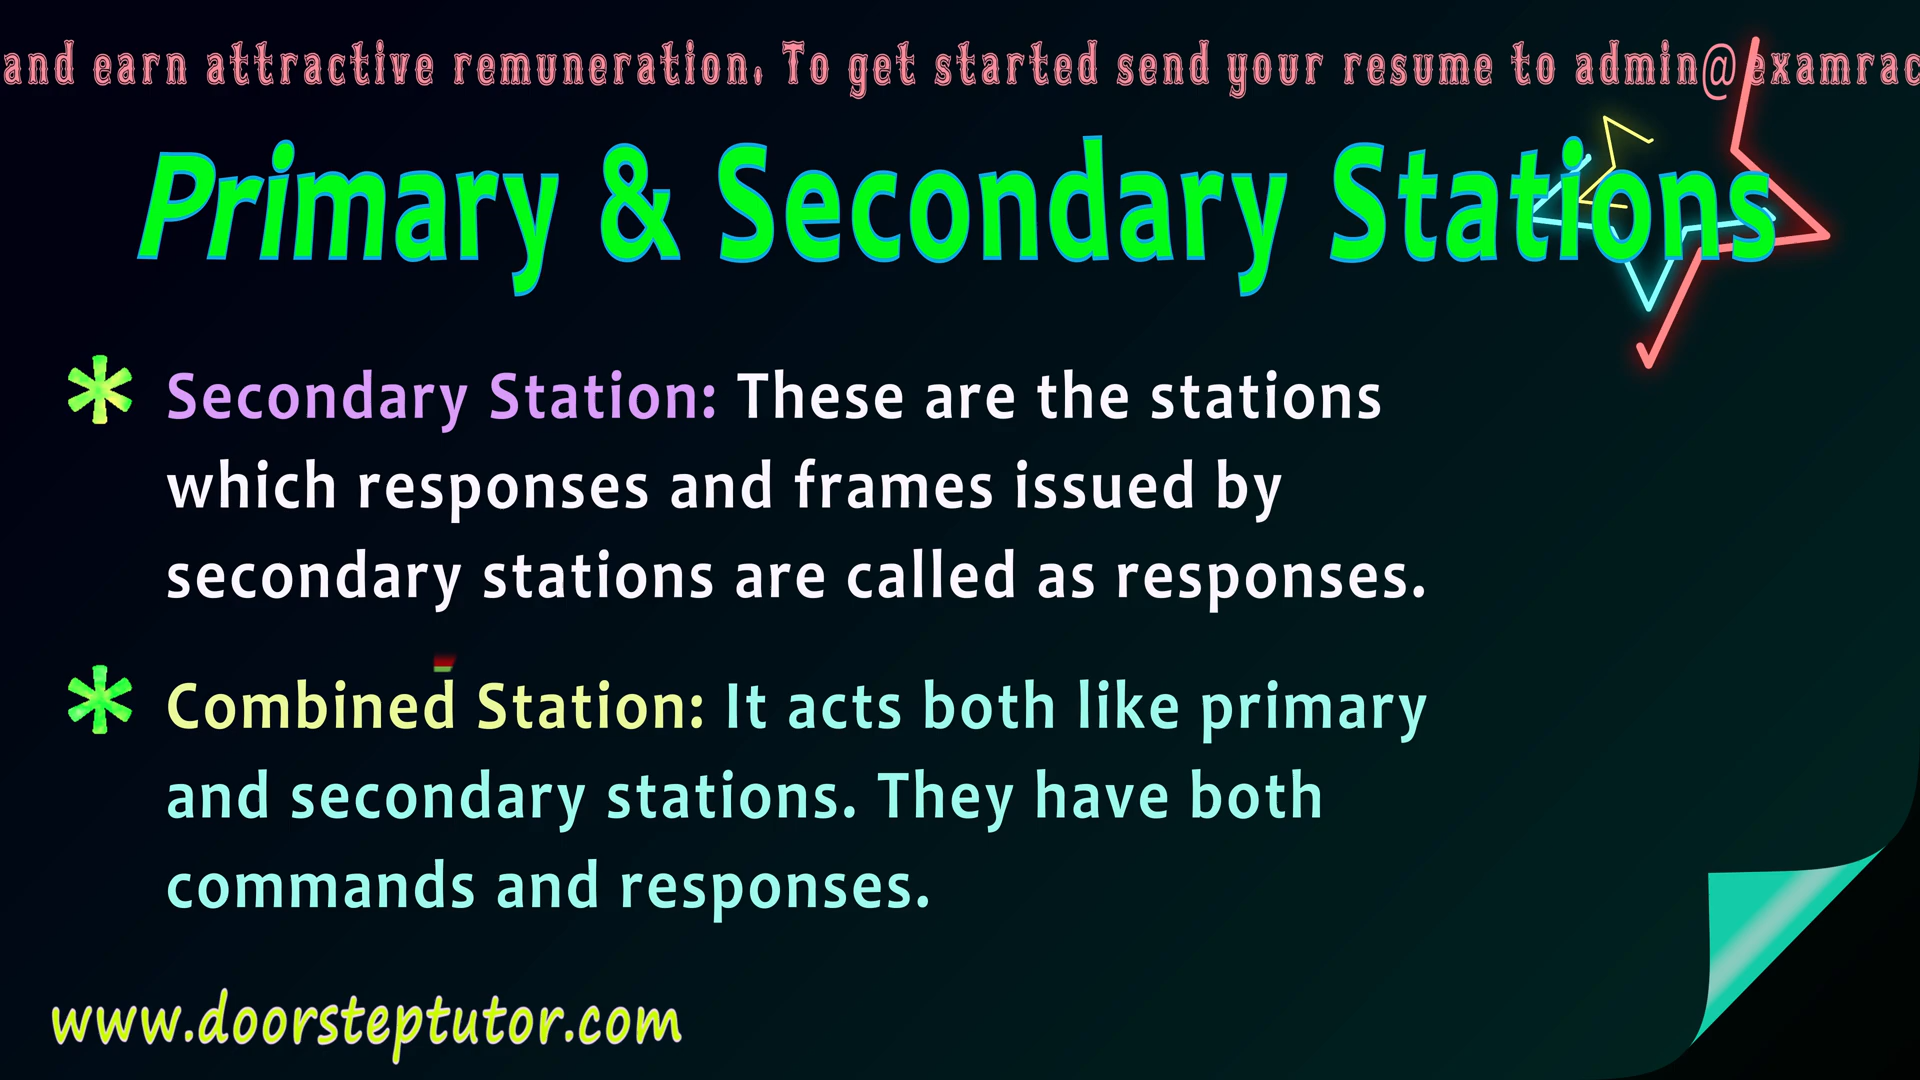 and earn attractive remuneration. To get started send your resume to admin@examrac
Primary & Secondary Stations
Secondary Station: These are the stations
which responses and frames issued by
secondary stations are called as responses.
Combined Station: It acts both like primary
and secondary stations. They have both
commands and responses.
www.doorsteptutor.com